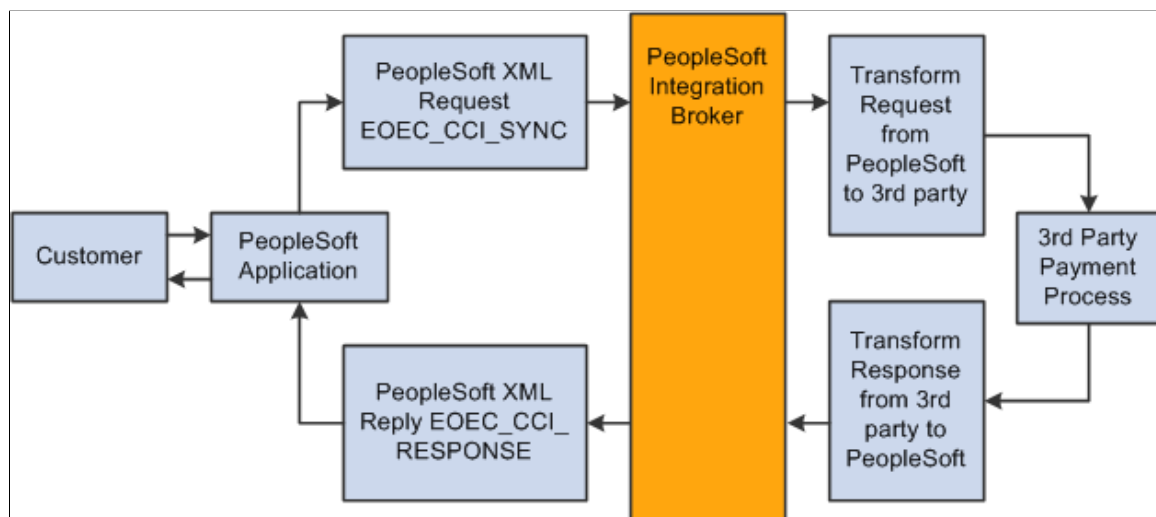 Customer
PeopleSoft
Application
PeopleSoft XML
Request
EOEC_CCI_SYNC
PeopleSoft
Integration
Broker
Transform
Request
from
PeopleSoft
to 3rd party
3rd Party
Payment
Process
Transform
Response
from 3rd
party to
PeopleSoft
PeopleSoft XML
Reply EOEC_CCI_
RESPONSE